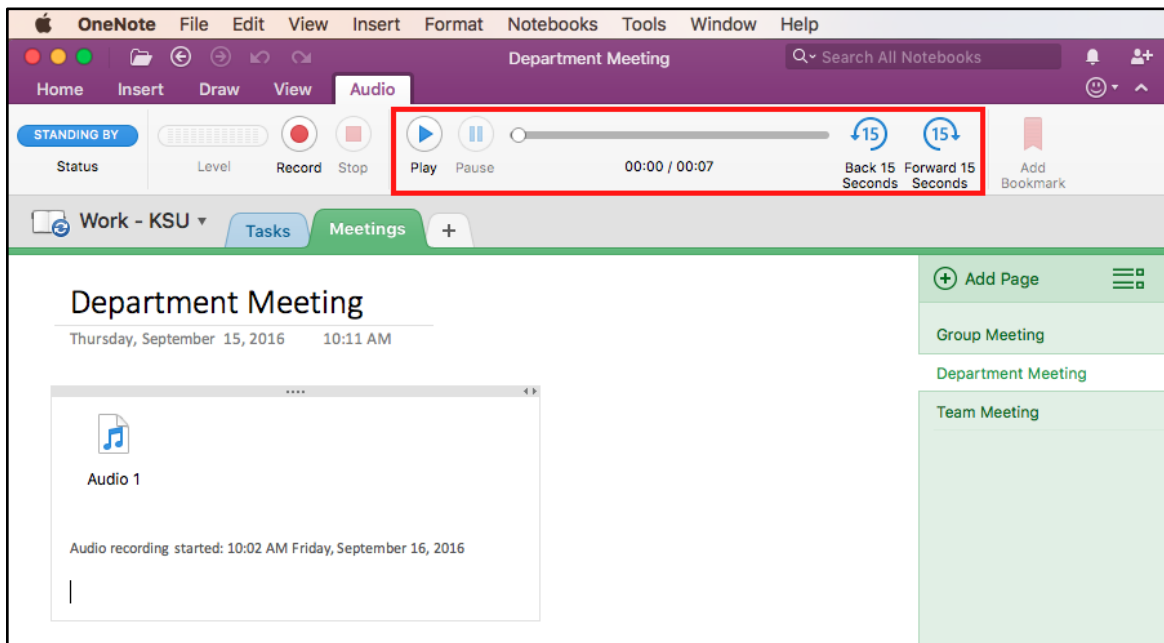 OneNote File Edit View Insert Format Notebooks Tools Window Help
Department Meeting
Search All Notebooks
Home Insert Draw View Audio
STANDING BY
15 15
Status Level Record Stop Play Pause 00:00 / 00:07 Back 15 Seconds Forward 15 Seconds Add Bookmark
Work - KSU Tasks Meetings +
Add Page
Department Meeting
Thursday, September 15, 2016 10:11 AM
Audio 1
Audio recording started: 10:02 AM Friday, September 16, 2016
Group Meeting
Department Meeting
Team Meeting